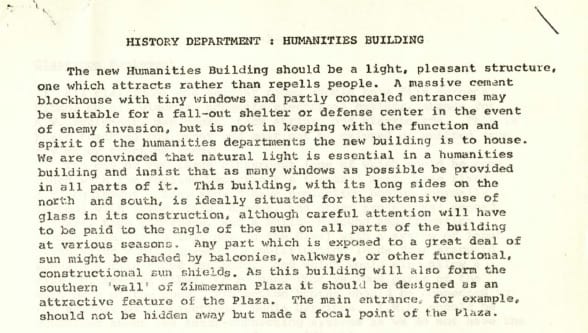 HISTORY DEPARTMENT : HUMANITIES BUILDING
The new Humanities Building should be a light, pleasant structure,
one which attracts rather than repells people. A massive cement
blockhouse with tiny windows and partly concealed entrances may
be suitable for a fall-out shelter or defense center in the event
of enemy invasion, but is not in keeping with the function and
spirit of the humanities departments the new building is to house.
We are convinced that natural light is essential in a humanities
building and insist that as many windows as possible be provided
in all parts of it. This building, with its long sides on the
north and south, is ideally situated for the extensive use of
glass in its construction, although careful attention will have
to be paid to the angle of the sun on all parts of the building
at various seasons. Any part which is exposed to a great deal of
sun might be shaded by balconies, walkways, or other functional,
constructional sun shields. As this building will also form the
southern 'wall' of Zimmerman Plaza it should be designed as an
attractive feature of the Plaza. The main entrance, for example,
should not be hidden away but made a focal point of the Plaza.